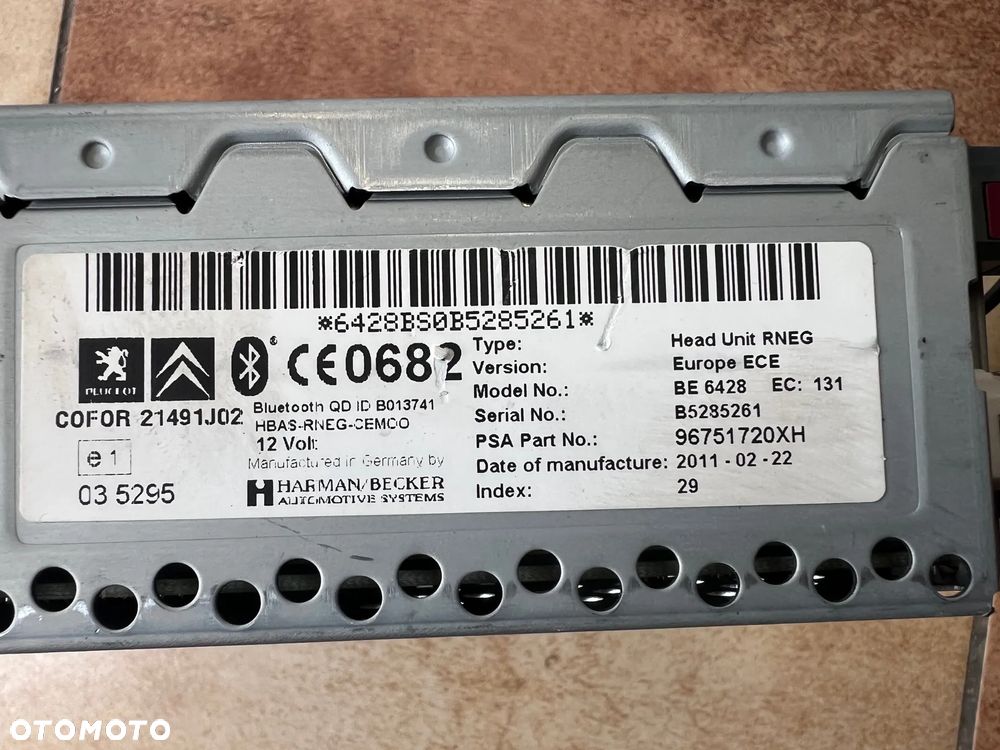 *6428BS0B5285261*
PEUGEOT
CE0682
COFOR 21491J02
Bluetooth QD ID B013741
HBAS-RNEG-CEMCO
12 Volt
e1
03 5295
Manufactured in Germany by
HARMAN/BECKER
AUTOMOTIVE SYSTEMS
Type: Head Unit RNEG
Version: Europe ECE
Model No.: BE 6428 EC: 131
Serial No.: B5285261
PSA Part No.: 96751720XH
Date of manufacture: 2011 - 02 - 22
Index: 29
OTOMOTO